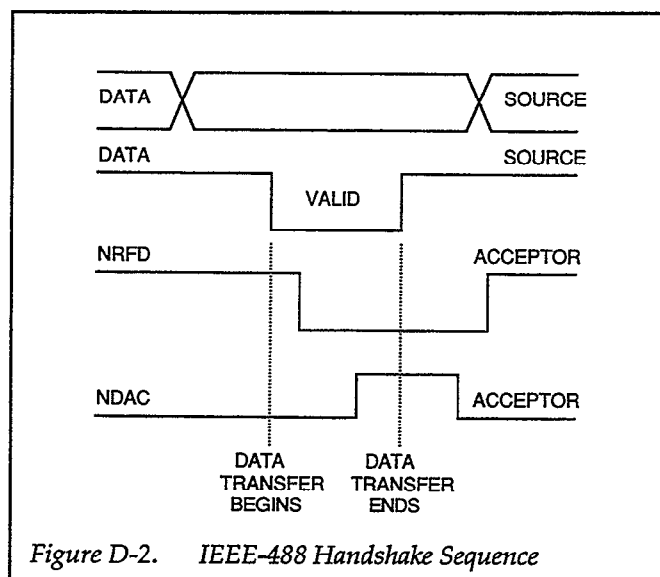 DATA SOURCE
DATA SOURCE
VALID
NRFD ACCEPTOR
NDAC ACCEPTOR
DATA TRANSFER BEGINS
DATA TRANSFER ENDS
Figure D-2. IEEE-488 Handshake Sequence